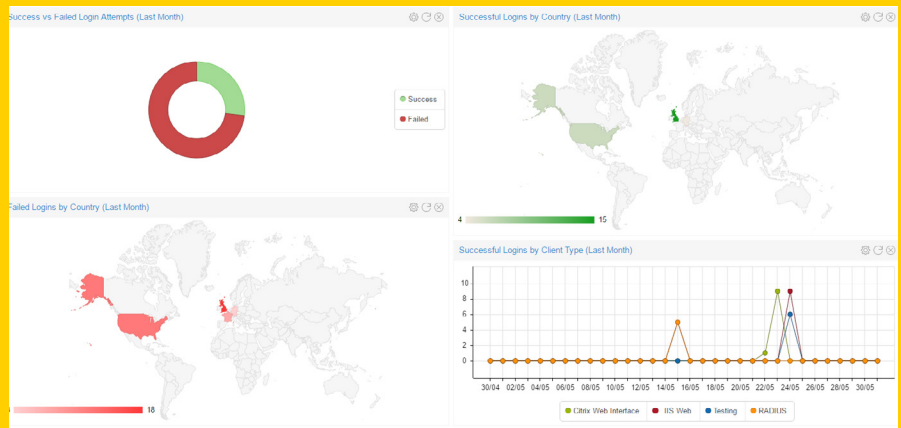 Success vs Failed Login Attempts (Last Month)
Success
Failed
Successful Logins by Country (Last Month)
4 15
Failed Logins by Country (Last Month)
18
Successful Logins by Client Type (Last Month)
10
8
6
4
2
0
30/04 02/05 04/05 06/05 08/05 10/05 12/05 14/05 16/05 18/05 20/05 22/05 24/05 26/05 28/05 30/05
Citrix Web Interface IIS Web Testing RADIUS